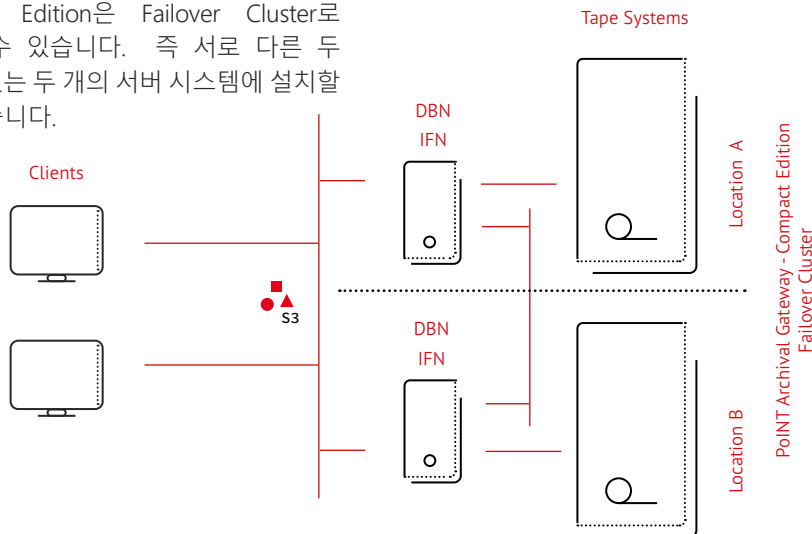 Edition은 Failover Cluster로
수 있습니다. 즉 서로 다른 두
는 두 개의 서버 시스템에 설치할
습니다.
Tape Systems
Clients
DBN
IFN
S3
DBN
IFN
Location A
Location B
PoINT Archival Gateway - Compact Edition
Failover Cluster